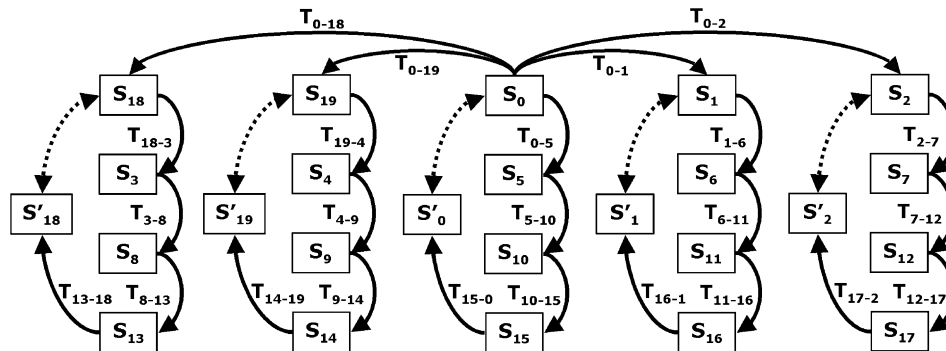 T0-18 T0-2
T0-19 T0-1
S18 S19 S0 S1 S2
T18-3 T19-4 T0-5 T1-6 T2-7
S3 S4 S5 S6 S7
S'18 T3-8 S'19 T4-9 S'0 T5-10 S'1 T6-11 S'2 T7-12
S8 S9 S10 S11 S12
T13-18 T8-13 T14-19 T9-14 T15-0 T10-15 T16-1 T11-16 T17-2 T12-17
S13 S14 S15 S16 S17